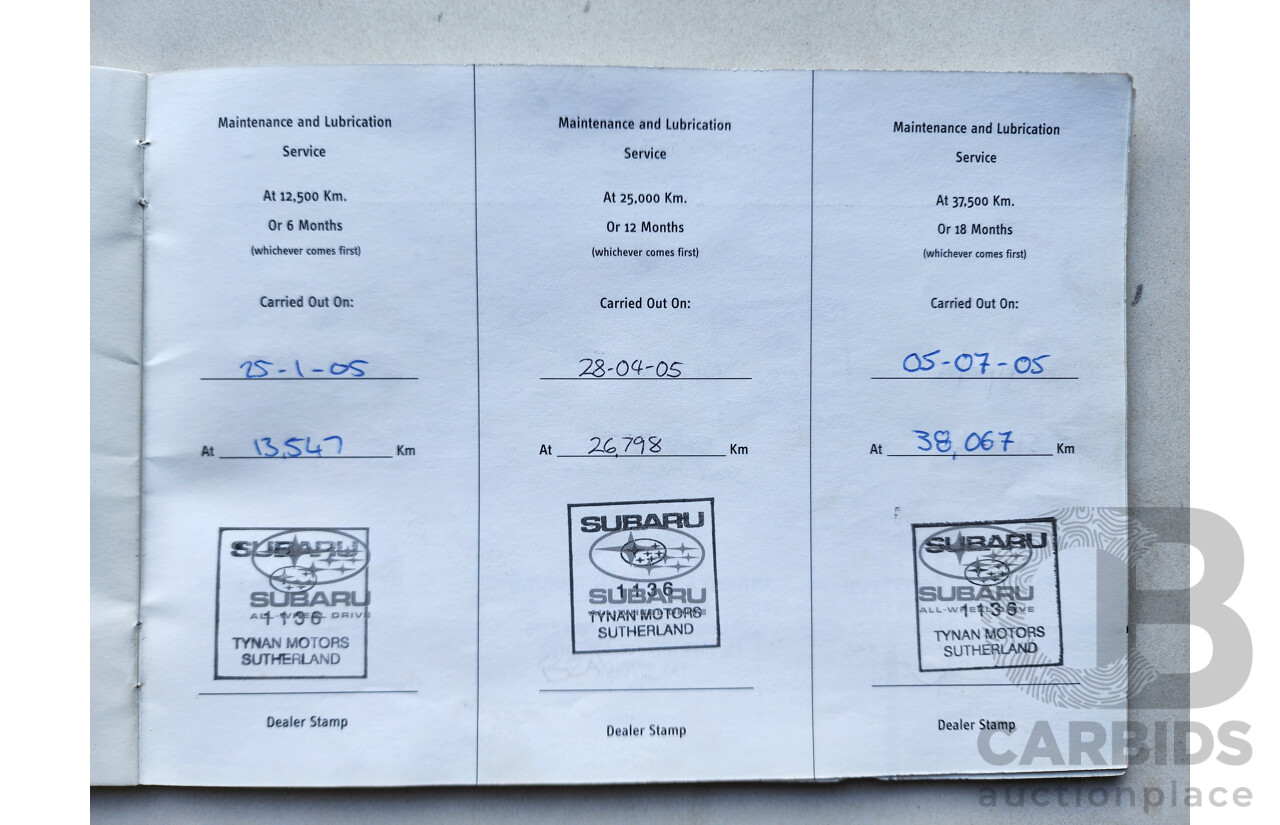 Maintenance and Lubrication
Service
At 12,500 Km.
Or 6 Months
(whichever comes first)
Carried Out On:
25-1-05
At 13,547 Km
SUBARU
SUBARU
ALL-WHEEL DRIVE
1136
TYNAN MOTORS
SUTHERLAND
Dealer Stamp
Maintenance and Lubrication
Service
At 25,000 Km.
Or 12 Months
(whichever comes first)
Carried Out On:
28-04-05
At 26,798 Km
SUBARU
1136
SUBARU
ALL-WHEEL DRIVE
TYNAN MOTORS
SUTHERLAND
Dealer Stamp
Maintenance and Lubrication
Service
At 37,500 Km.
Or 18 Months
(whichever comes first)
Carried Out On:
05-07-05
At 38,067 Km
SUBARU
SUBARU
ALL-WHEEL DRIVE
1136
TYNAN MOTORS
SUTHERLAND
Dealer Stamp
B
CARBIDS
auctionplace